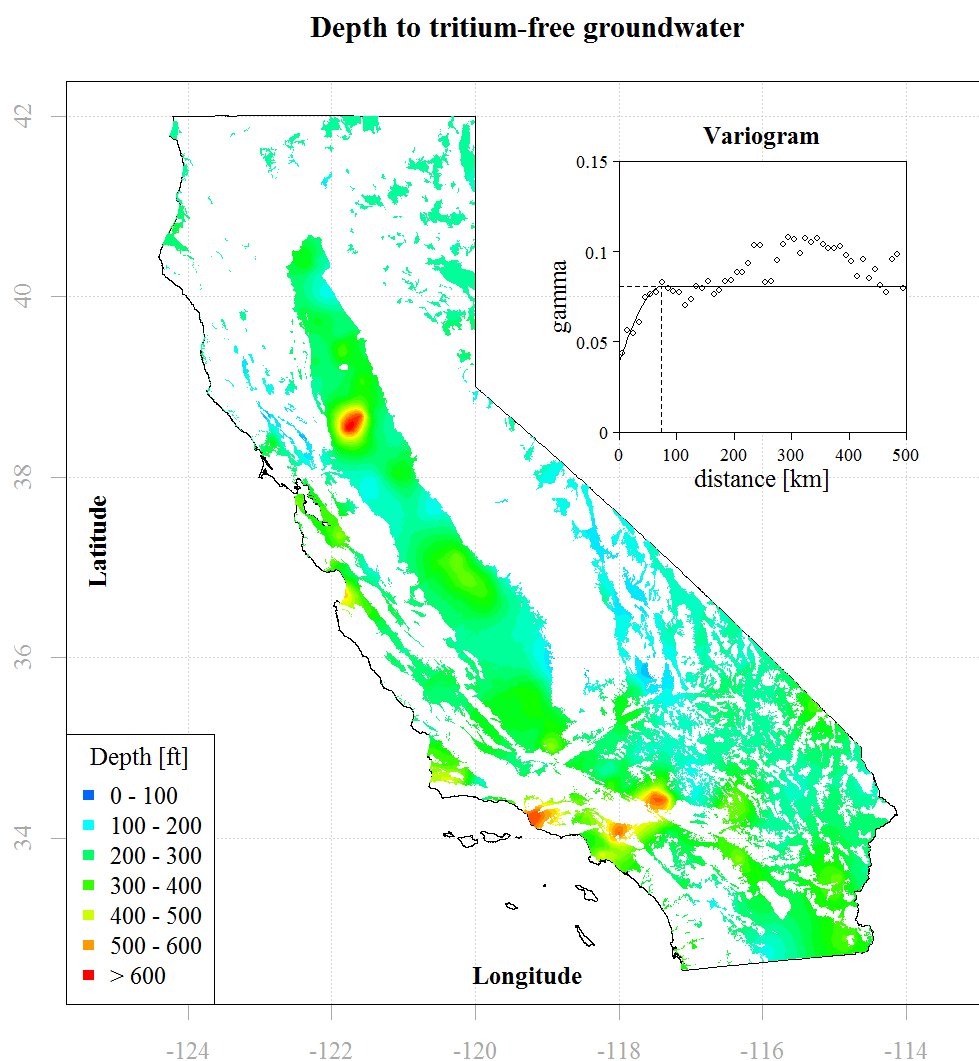 Depth to tritium-free groundwater
Variogram
0.15
0.1
0.05
0
gamma
0 100 200 300 400 500
distance [km]
42
40
38
36
34
Latitude
Depth [ft]
0 - 100
100 - 200
200 - 300
300 - 400
400 - 500
500 - 600
> 600
Longitude
-124 -122 -120 -118 -116 -114